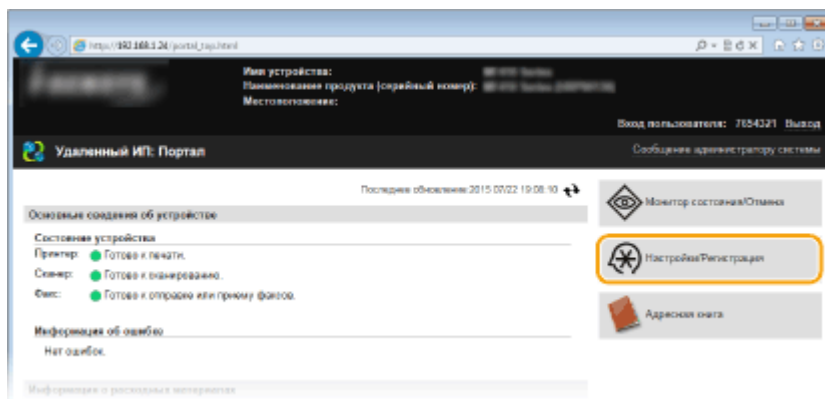 http://192.168.1.24/portal_top.html
Имя устройства:
Наименование продукта (серийный номер):
Местоположение:
Вход пользователя: 7654321 Выход
Удаленный ИП: Портал
Сообщение администратору системы
Последнее обновление: 2015 07/22 19:08:10
Основные сведения об устройстве
Состояние устройства
Принтер: Готово к печати.
Сканер: Готово к сканированию.
Факс: Готово к отправке или приему факсов.
Информация об ошибке
Нет ошибок.
Информация о расходных материалах
Монитор состояния/Отмена
Настройки/Регистрация
Адресная книга